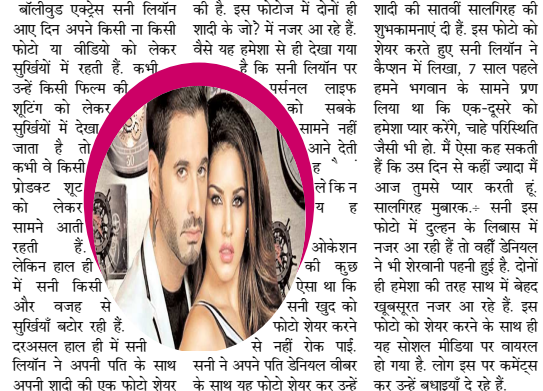 बॉलीवुड एक्ट्रेस सनी लियॉन
आए दिन अपने किसी ना किसी
फोटो या वीडियो को लेकर
सुर्खियों में रहती हैं. कभी
उन्हें किसी फिल्म की
शूटिंग को लेकर
सुर्खियों में देखा
जाता है तो
कभी वे किसी
प्रोडक्ट शूट
को लेकर
सामने आती
रहती हैं.
लेकिन हाल ही
में सनी किसी
और वजह से
सुर्खियाँ बटोर रही हैं.
दरअसल हाल ही में सनी
लियॉन ने अपनी पति के साथ
अपनी शादी की एक फोटो शेयर
की है. इस फोटोज में दोनों ही
शादी के जो? में नजर आ रहे हैं.
वैसे यह हमेशा से ही देखा गया
है कि सनी लियॉन पर
पर्सनल लाइफ
को सबके
सामने नहीं
आने देती
ह
लेकिन
य ह
ओकेशन
की कुछ
ऐसा था कि
सनी खुद को
फोटो शेयर करने
से नहीं रोक पाई.
सनी ने अपने पति डेनियल वीबर
के साथ यह फोटो शेयर कर उन्हें
शादी की सातवीं सालगिरह की
शुभकामनाएं दी हैं. इस फोटो को
शेयर करते हुए सनी लियॉन ने
कैप्शन में लिखा, 7 साल पहले
हमने भगवान के सामने प्रण
लिया था कि एक-दूसरे को
हमेशा प्यार करेंगे, चाहे परिस्थिति
जैसी भी हो. मैं ऐसा कह सकती
हैं कि उस दिन से कहीं ज्यादा मैं
आज तुमसे प्यार करती हूं.
सालगिरह मुबारक.÷ सनी इस
फोटो में दुल्हन के लिबास में
नजर आ रही हैं तो वहीं डेनियल
ने भी शेरवानी पहनी हुई है. दोनों
ही हमेशा की तरह साथ में बेहद
खूबसूरत नजर आ रहे हैं. इस
फोटो को शेयर करने के साथ ही
यह सोशल मीडिया पर वायरल
हो गया है. लोग इस पर कमेंट्स
कर उन्हें बधाइयाँ दे रहे हैं.